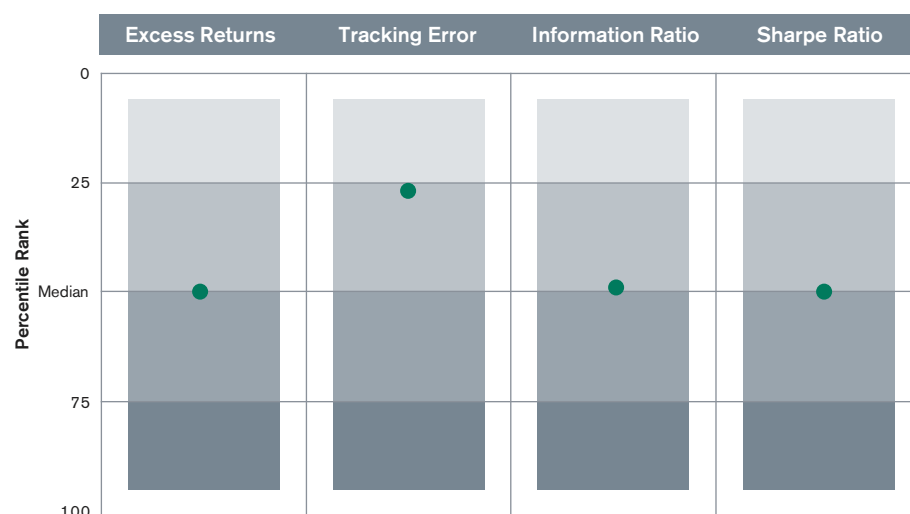 Excess Returns
Tracking Error
Information Ratio
Sharpe Ratio
0
25
Median
75
100
Percentile Rank